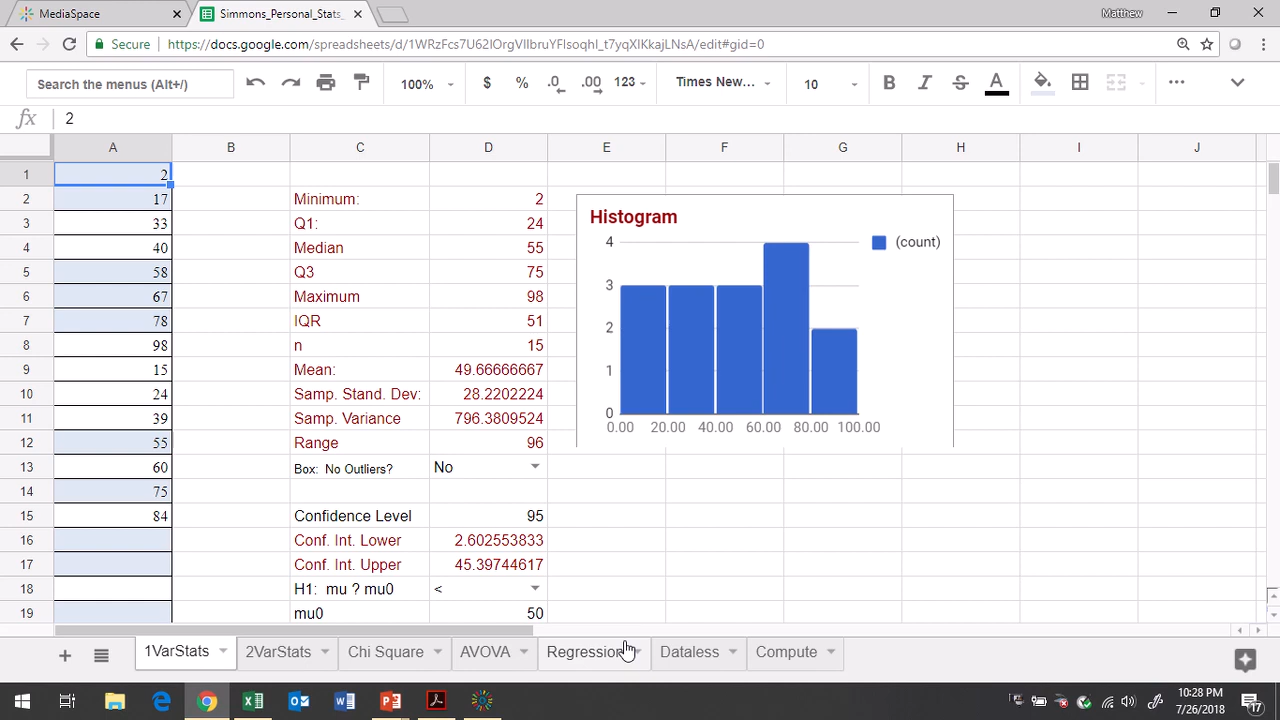 MediaSpace Simmons_Personal_Stats_ Matthew
Secure https://docs.google.com/spreadsheets/d/1WRzFcs7U62IOrgVIIbruYFIsoqhI_t7yqXIKkajLNsA/edit#gid=0
Search the menus (Alt+/) 100% $ % .0 .00 123 Times New... 10 B I S A ...
fx 2
A B C D E F G H I J
1 2
2 17 Minimum: 2
3 33 Q1: 24
4 40 Median 55
5 58 Q3 75
6 67 Maximum 98
7 78 IQR 51
8 98 n 15
9 15 Mean: 49.66666667
10 24 Samp. Stand. Dev: 28.2202224
11 39 Samp. Variance 796.3809524
12 55 Range 96
13 60 Box: No Outliers? No
14 75
15 84 Confidence Level 95
16 Conf. Int. Lower 2.602553833
17 Conf. Int. Upper 45.39744617
18 H1: mu ? mu0 <
19 mu0 50
Histogram
(count)
4
3
2
1
0
0.00 20.00 40.00 60.00 80.00 100.00
1VarStats 2VarStats Chi Square AVOVA Regression Dataless Compute
10:28 PM
7/26/2018
17